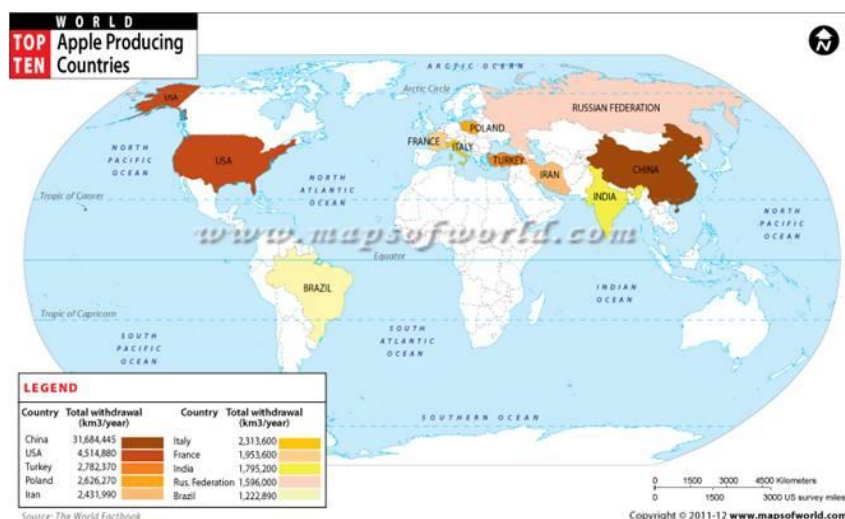 WORLD
TOP TEN
Apple Producing
Countries
N
ARCTIC OCEAN
Arctic Circle
USA
RUSSIAN FEDERATION
POLAND
FRANCE
ITALY
NORTH
PACIFIC
OCEAN
USA
TURKEY
IRAN
CHINA
NORTH
ATLANTIC
OCEAN
INDIA
Tropic of Cancer
NORTH
PACIFIC
OCEAN
www.mapsofworld.com
Equator
BRAZIL
INDIAN
OCEAN
Tropic of Capricorn
SOUTH
PACIFIC
OCEAN
SOUTH
ATLANTIC
OCEAN
SOUTHERN OCEAN
LEGEND
Country Total withdrawal (km3/year) Country Total withdrawal (km3/year)
China 31,684,445 Italy 2,313,600
USA 4,514,880 France 1,953,600
Turkey 2,782,370 India 1,795,200
Poland 2,626,270 Rus. Federation 1,596,000
Iran 2,431,990 Brazil 1,222,890
0 1500 3000 4500 Kilometers
0 1500 3000 US survey miles
Source: The World Factbook
Copyright © 2011-12 www.mapsofworld.com